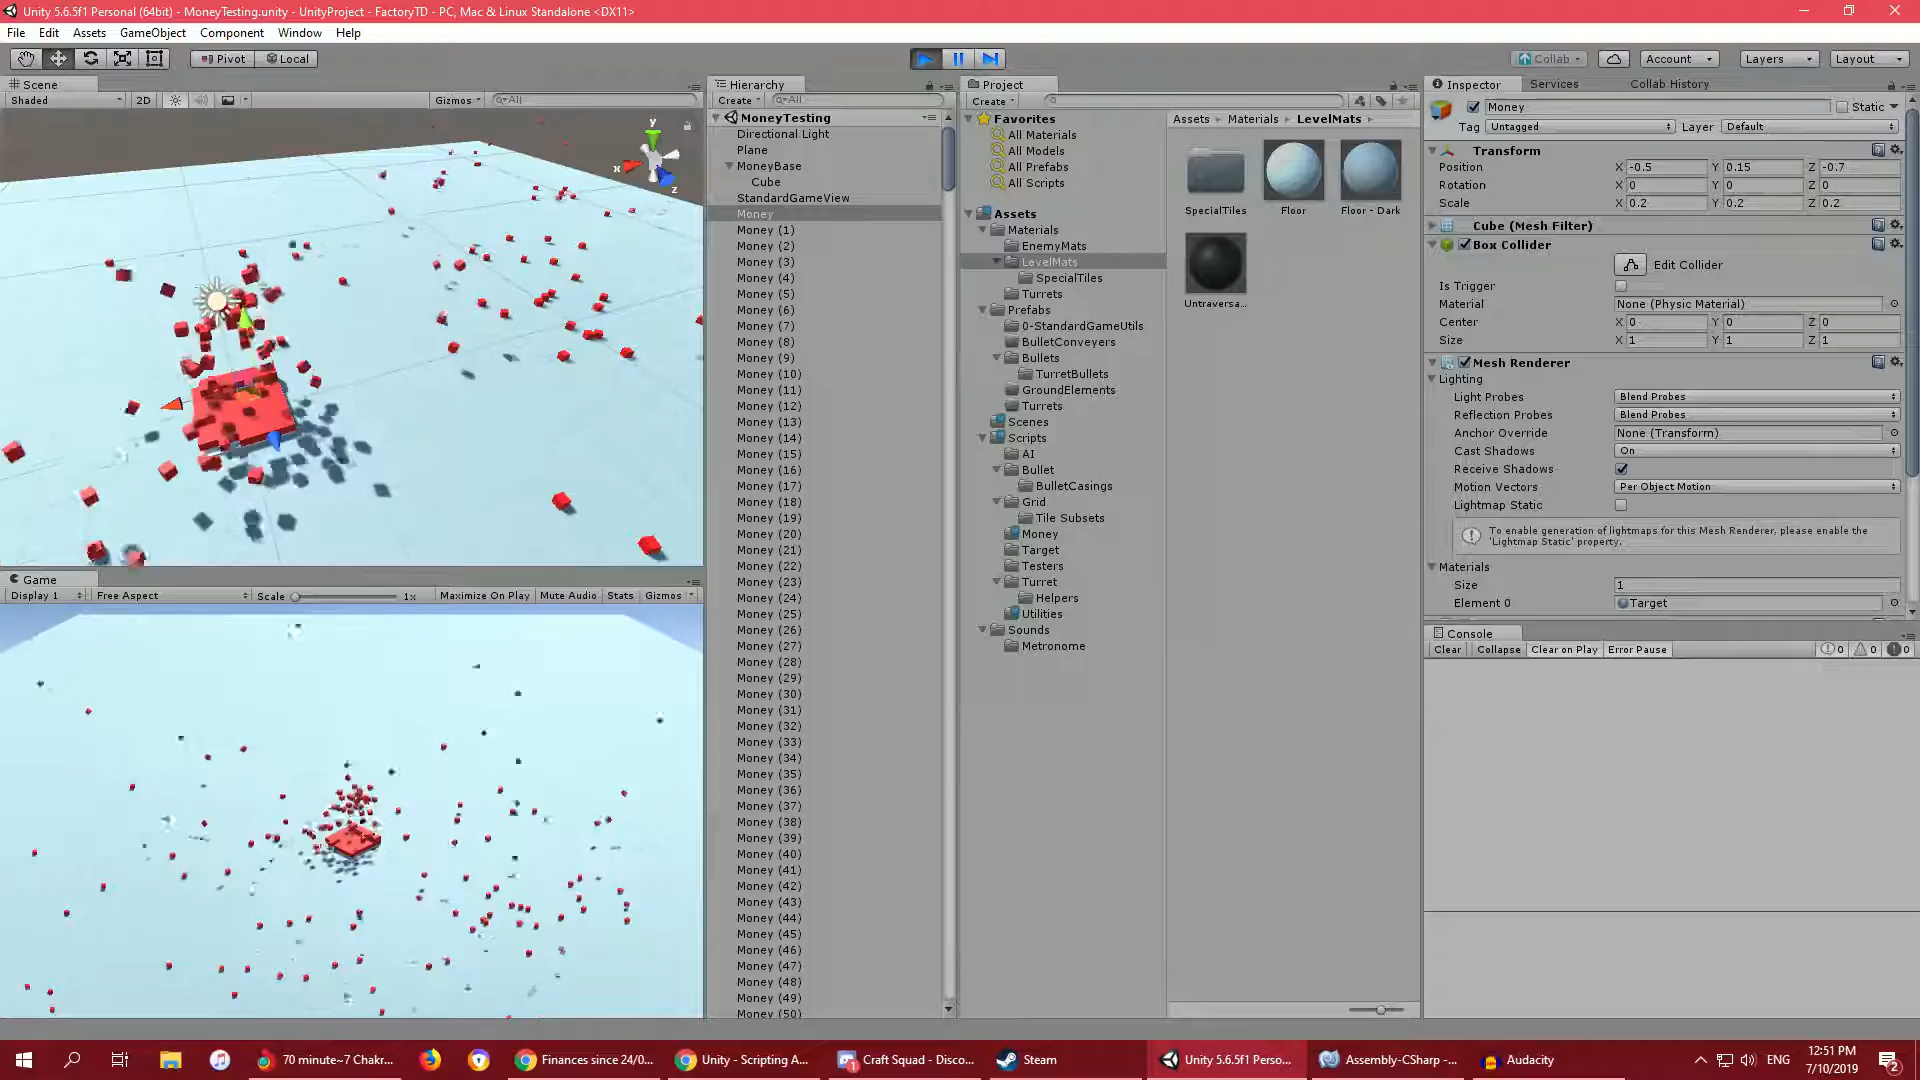 Unity 5.6.5f1 Personal (64bit) - MoneyTesting.unity - UnityProject - FactoryTD - PC, Mac & Linux Standalone <DX11>
File Edit Assets GameObject Component Window Help
Pivot Local Collab Account Layers Layout
Scene
Shaded 2D Gizmos All
y
x
z
Game
Display 1 Free Aspect Scale 1x Maximize On Play Mute Audio Stats Gizmos
Hierarchy
Create All
MoneyTesting
Directional Light
Plane
MoneyBase
Cube
StandardGameView
Money
Money (1)
Money (2)
Money (3)
Money (4)
Money (5)
Money (6)
Money (7)
Money (8)
Money (9)
Money (10)
Money (11)
Money (12)
Money (13)
Money (14)
Money (15)
Money (16)
Money (17)
Money (18)
Money (19)
Money (20)
Money (21)
Money (22)
Money (23)
Money (24)
Money (25)
Money (26)
Money (27)
Money (28)
Money (29)
Money (30)
Money (31)
Money (32)
Money (33)
Money (34)
Money (35)
Money (36)
Money (37)
Money (38)
Money (39)
Money (40)
Money (41)
Money (42)
Money (43)
Money (44)
Money (45)
Money (46)
Money (47)
Money (48)
Money (49)
Money (50)
Project
Create
Favorites
All Materials
All Models
All Prefabs
All Scripts
Assets
Materials
EnemyMats
LevelMats
SpecialTiles
Turrets
Prefabs
0-StandardGameUtils
BulletConveyers
Bullets
TurretBullets
GroundElements
Turrets
Scenes
Scripts
AI
Bullet
BulletCasings
Grid
Tile Subsets
Money
Target
Testers
Turret
Helpers
Utilities
Sounds
Metronome
Assets Materials LevelMats
SpecialTiles Floor Floor - Dark
Untraversa...
Inspector Services Collab History
Money Static
Tag Untagged Layer Default
Transform
Position X -0.5 Y 0.15 Z -0.7
Rotation X 0 Y 0 Z 0
Scale X 0.2 Y 0.2 Z 0.2
Cube (Mesh Filter)
Box Collider
Edit Collider
Is Trigger
Material None (Physic Material)
Center X 0 Y 0 Z 0
Size X 1 Y 1 Z 1
Mesh Renderer
Lighting
Light Probes Blend Probes
Reflection Probes Blend Probes
Anchor Override None (Transform)
Cast Shadows On
Receive Shadows
Motion Vectors Per Object Motion
Lightmap Static
To enable generation of lightmaps for this Mesh Renderer, please enable the
'Lightmap Static' property.
Materials
Size 1
Element 0 Target
Console
Clear Collapse Clear on Play Error Pause 0 0 0
70 minute~7 Chakr... Finances since 24/0... Unity - Scripting A... Craft Squad - Disco... Steam Unity 5.6.5f1 Perso... Assembly-CSharp -... Audacity ENG
12:51 PM
7/10/2019
1
2